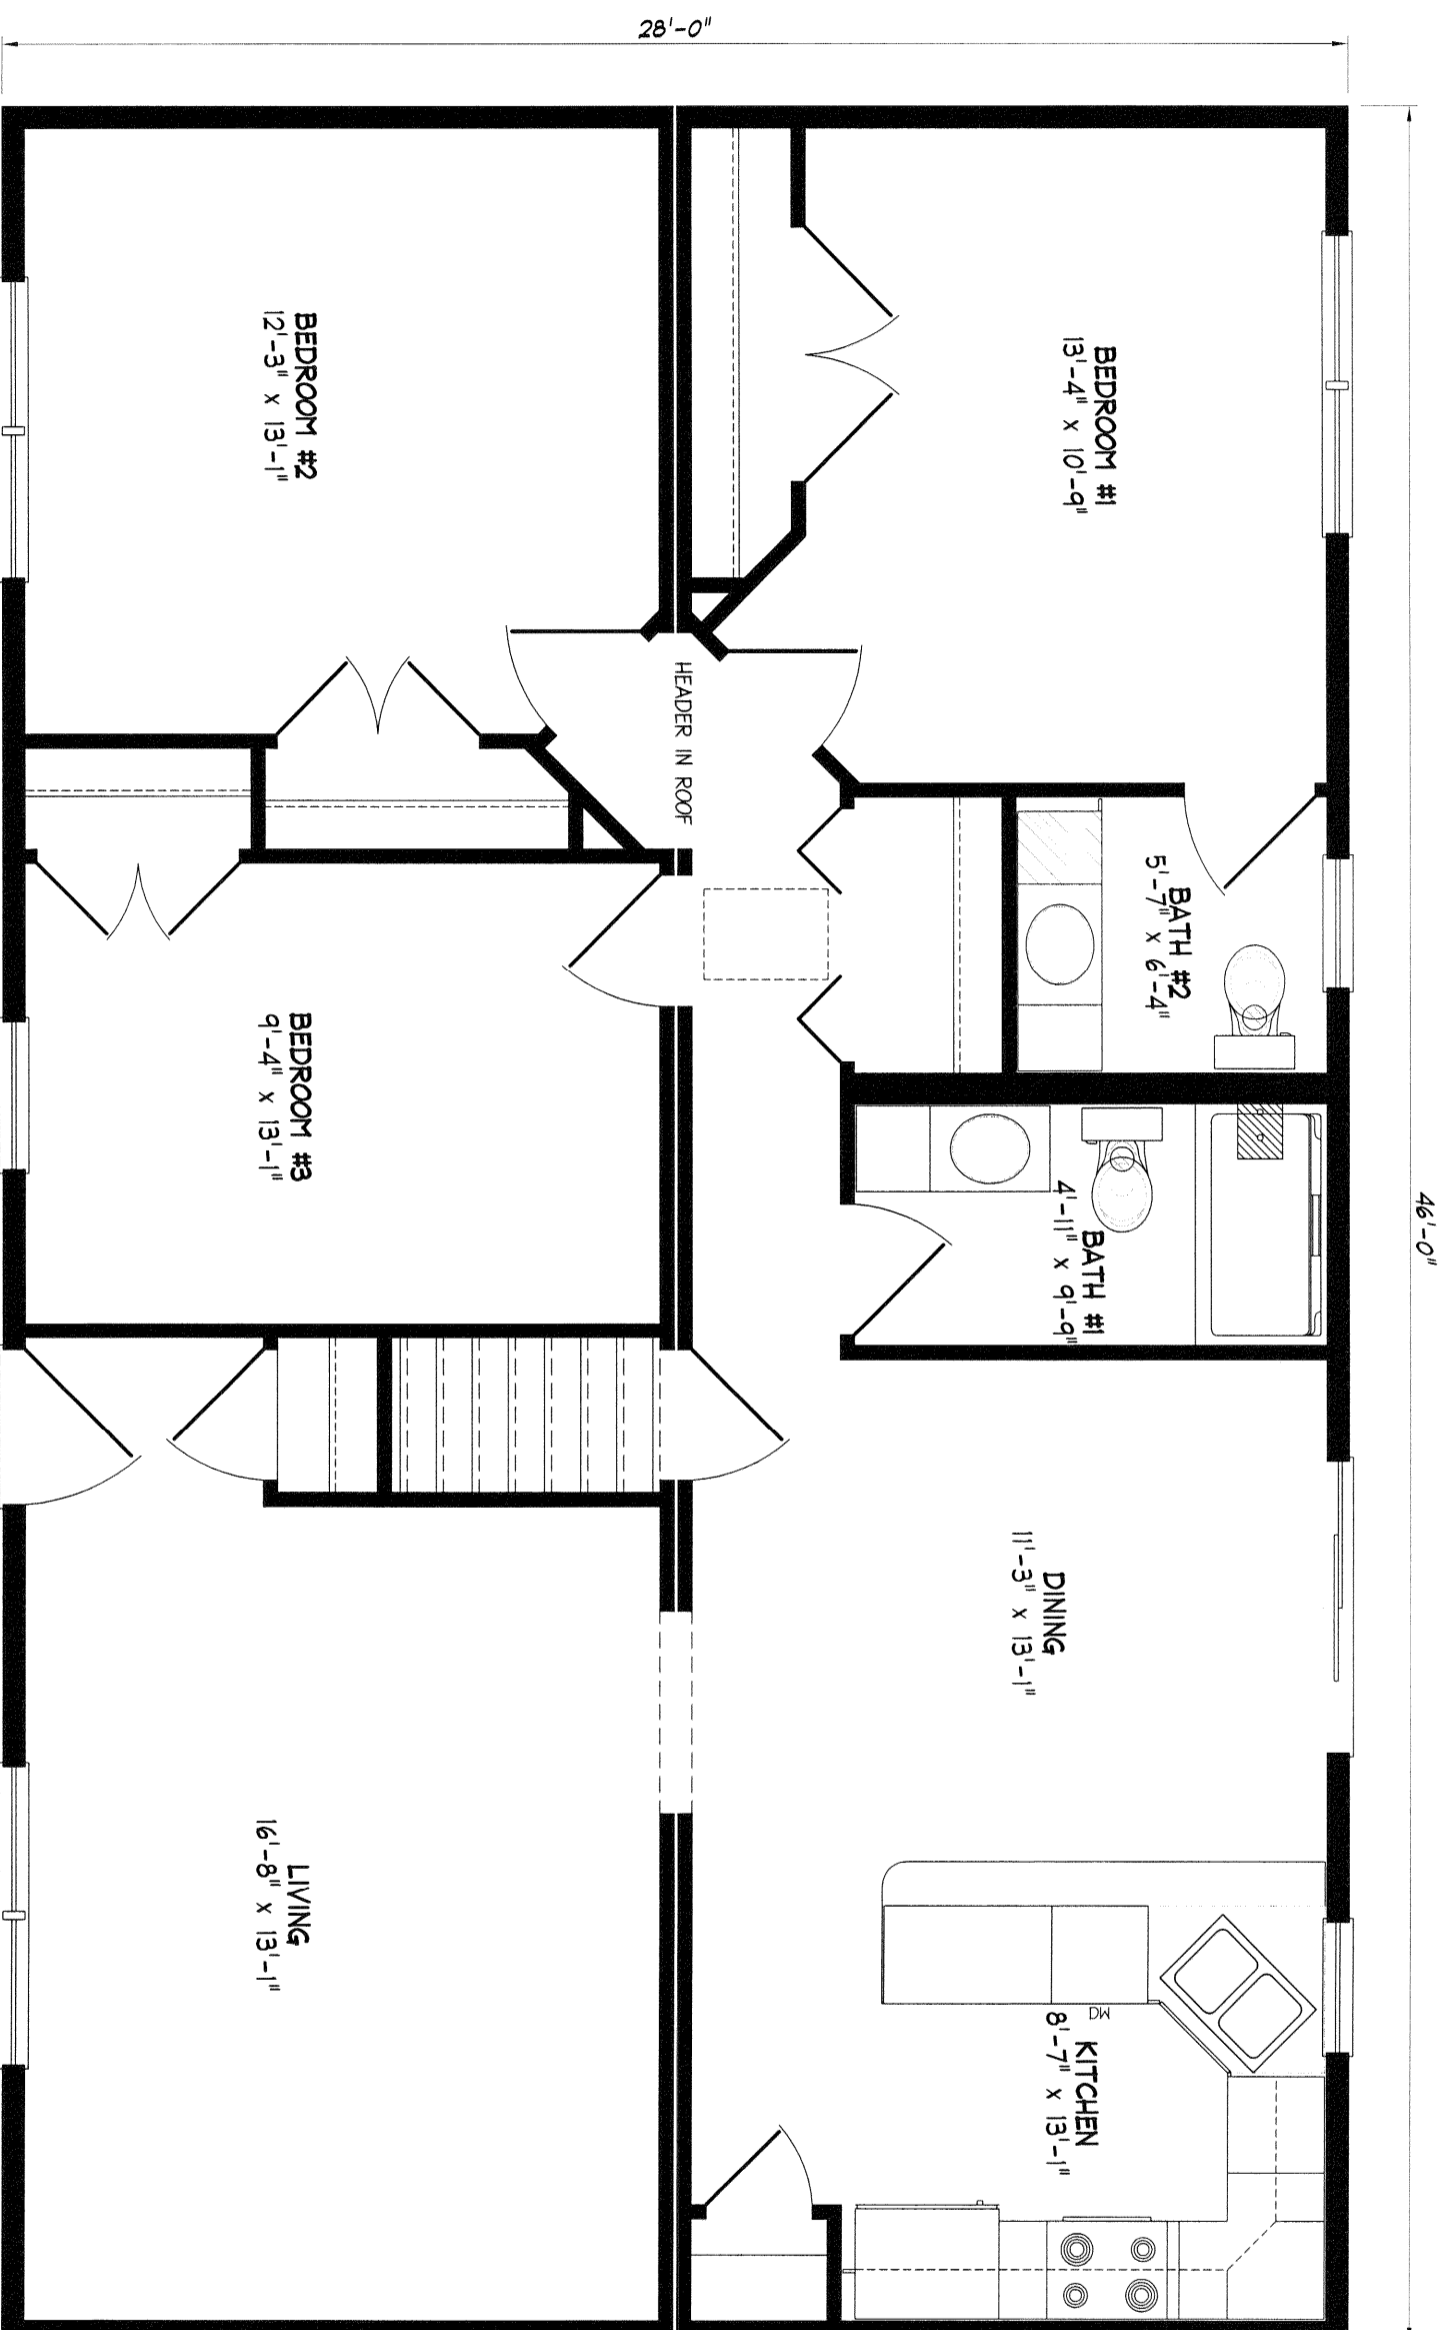 46'-0"
28'-0"
BEDROOM #1
13'-4" x 10'-9"
BATH #2
5'-7" x 6'-4"
BATH #1
4'-11" x 9'-9"
DINING
11'-3" x 13'-1"
KITCHEN
8'-7" x 13'-1"
MD
HEADER IN ROOF
BEDROOM #2
12'-3" x 13'-1"
BEDROOM #3
9'-4" x 13'-1"
LIVING
16'-8" x 13'-1"